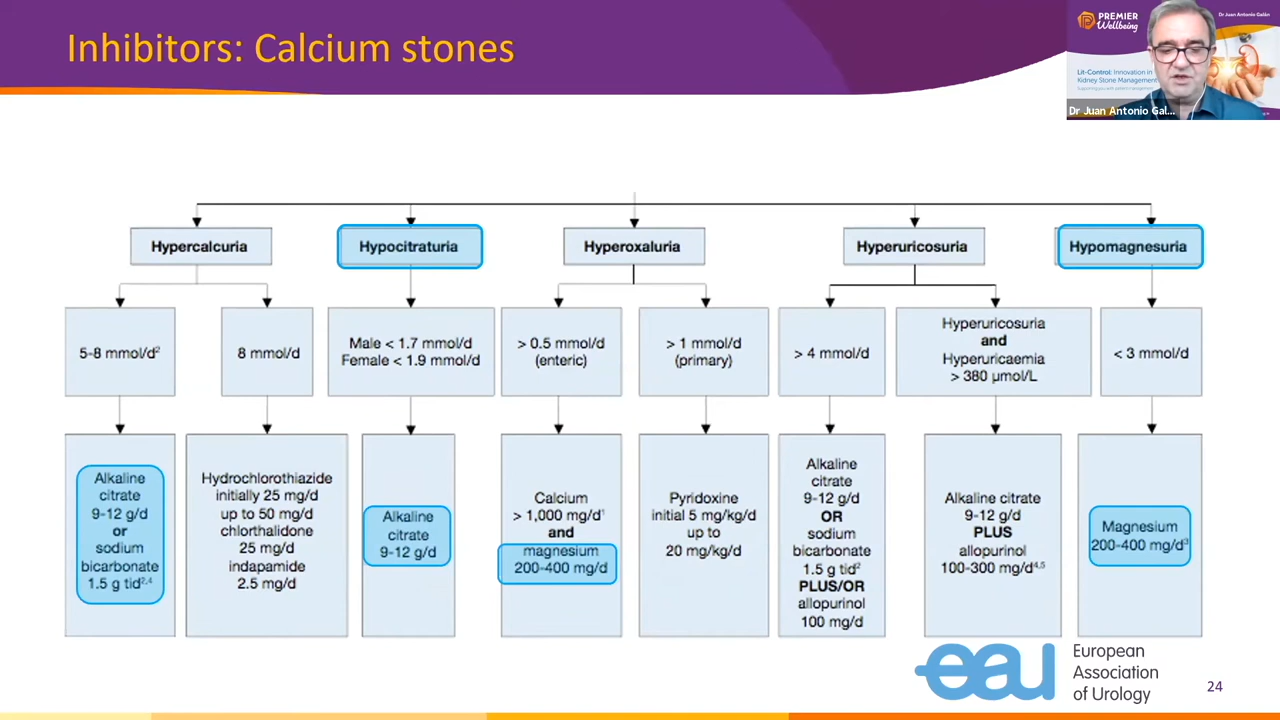 Inhibitors: Calcium stones
PREMIER
Wellbeing
Dr Juan Antonio Galán
Lit-Control: Innovation in
Kidney Stone Management
Dr Juan Antonio Gal...
Hypercalcuria
Hypocitraturia
Hyperoxaluria
Hyperuricosuria
Hypomagnesuria
5-8 mmol/d2
8 mmol/d
Male < 1.7 mmol/d
Female < 1.9 mmol/d
> 0.5 mmol/d
(enteric)
> 1 mmol/d
(primary)
> 4 mmol/d
Hyperuricosuria
and
Hyperuricaemia
> 380 µmol/L
< 3 mmol/d
Alkaline
citrate
9-12 g/d
or
sodium
bicarbonate
1.5 g tid2,4
Hydrochlorothiazide
initially 25 mg/d
up to 50 mg/d
chlorthalidone
25 mg/d
indapamide
2.5 mg/d
Alkaline
citrate
9-12 g/d
Calcium
> 1,000 mg/d1
and
magnesium
200-400 mg/d
Pyridoxine
initial 5 mg/kg/d
up to
20 mg/kg/d
Alkaline
citrate
9-12 g/d
OR
sodium
bicarbonate
1.5 g tid2
PLUS/OR
allopurinol
100 mg/d
Alkaline citrate
9-12 g/d
PLUS
allopurinol
100-300 mg/d4,5
Magnesium
200-400 mg/d3
eau
European
Association
of Urology
24